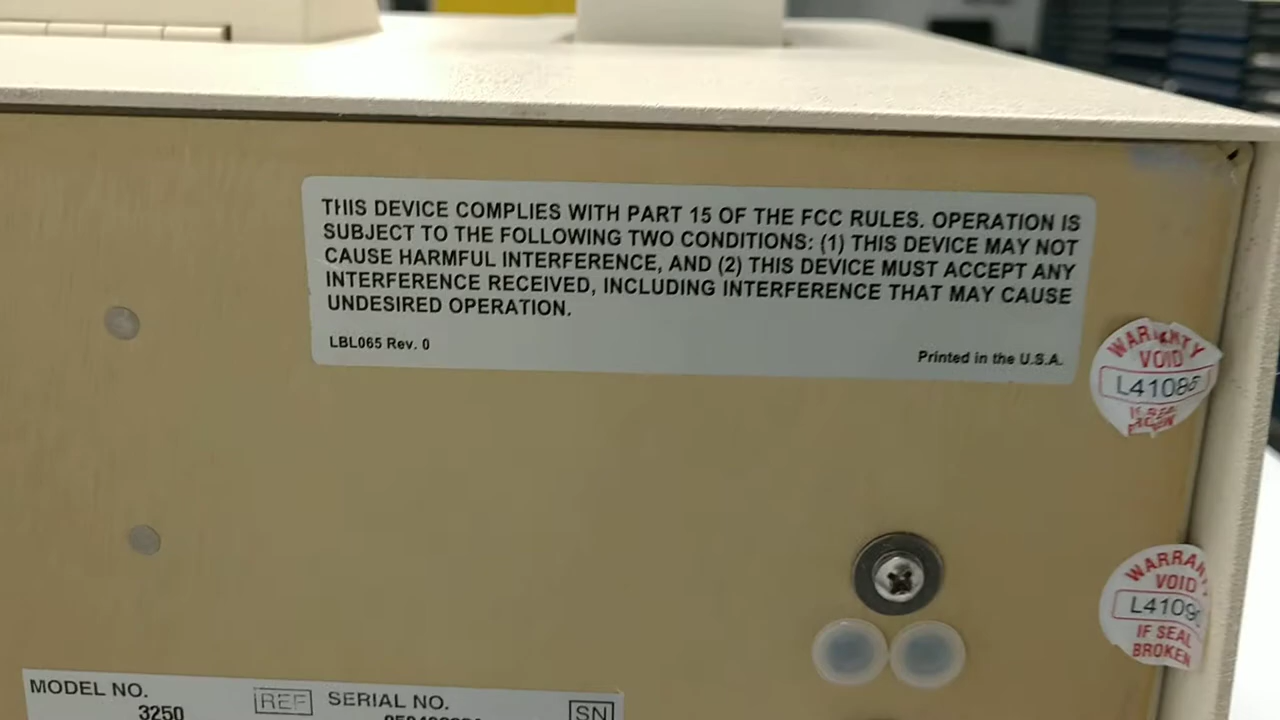 THIS DEVICE COMPLIES WITH PART 15 OF THE FCC RULES. OPERATION IS
SUBJECT TO THE FOLLOWING TWO CONDITIONS: (1) THIS DEVICE MAY NOT
CAUSE HARMFUL INTERFERENCE, AND (2) THIS DEVICE MUST ACCEPT ANY
INTERFERENCE RECEIVED, INCLUDING INTERFERENCE THAT MAY CAUSE
UNDESIRED OPERATION.
LBL065 Rev. 0
Printed in the U.S.A.
WARRANTY
VOID
IF SEAL
VOID
L4109
IF SEAL
BROKEN
MODEL NO.
3250
REF
SERIAL NO.
SN